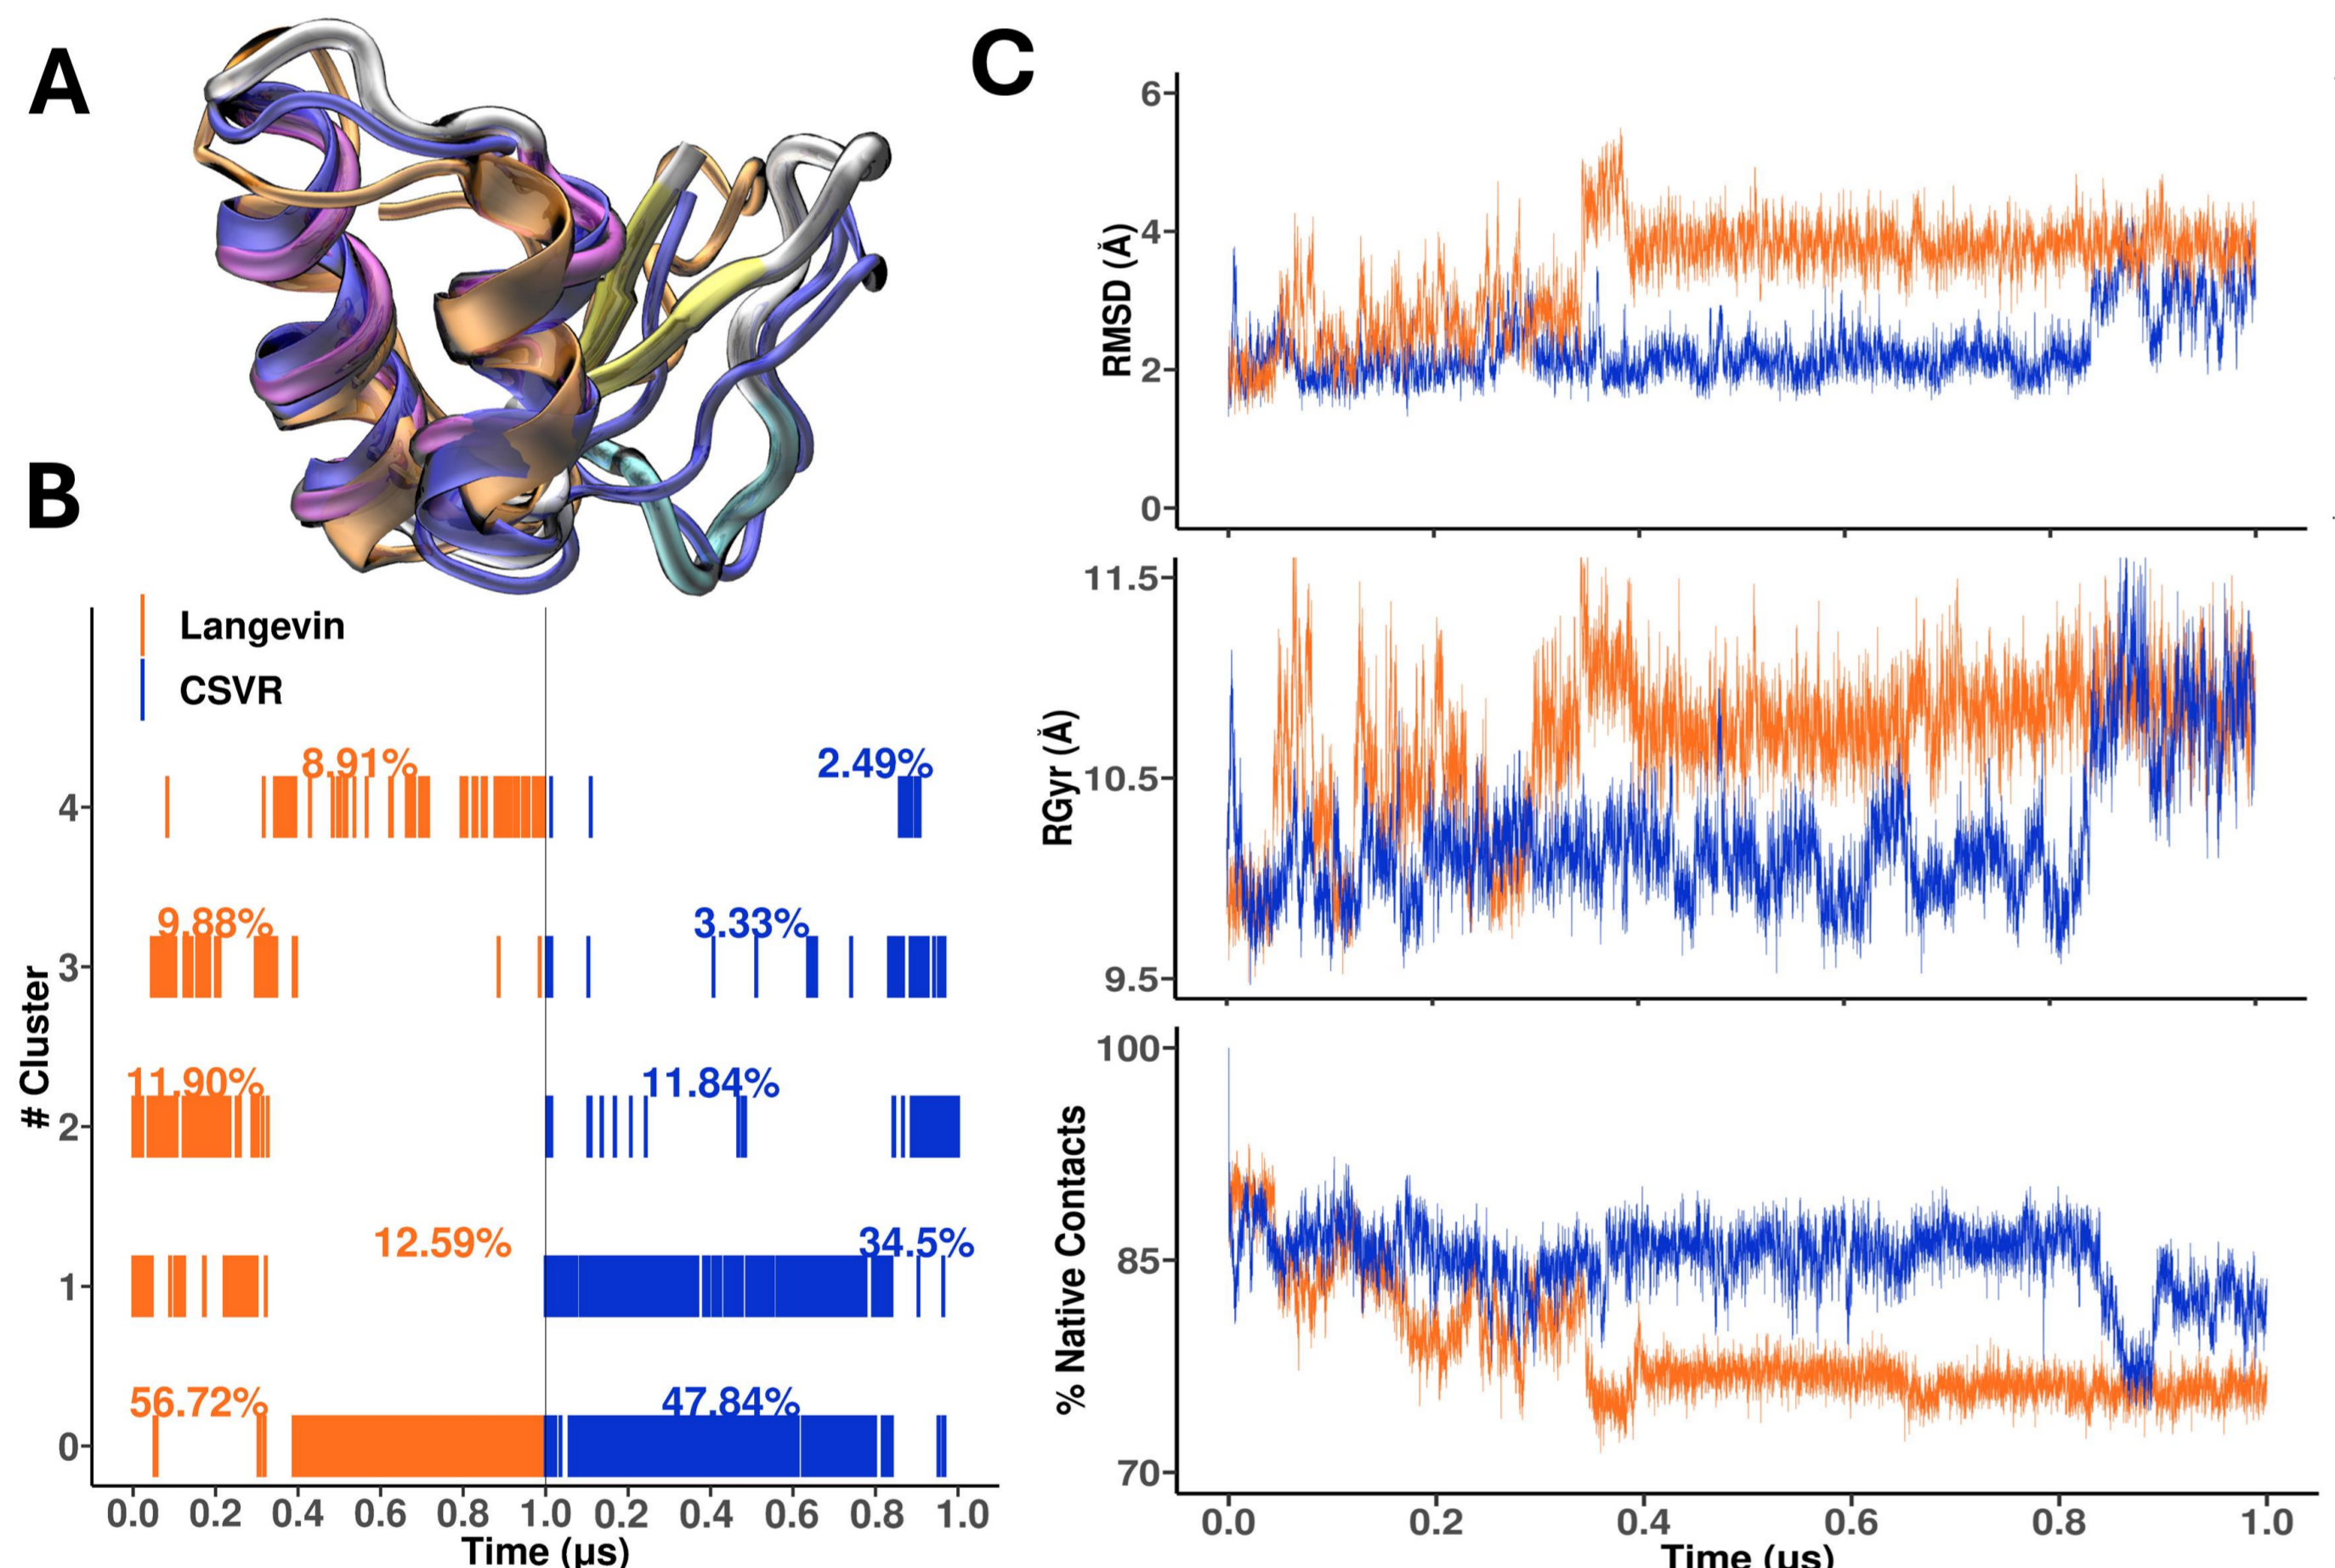 A
B
Langevin
CSVR
8.91%
2.49%
4
9.88%
3.33%
3
11.90%
11.84%
2
12.59%
34.5%
1
56.72%
47.84%
0
# Cluster
0.0 0.2 0.4 0.6 0.8 1.0 0.2 0.4 0.6 0.8 1.0
Time (µs)
C
6
4
2
0
RMSD (Å)
11.5
10.5
9.5
RGyr (Å)
100
85
70
% Native Contacts
0.0 0.2 0.4 0.6 0.8 1.0
Time (µs)